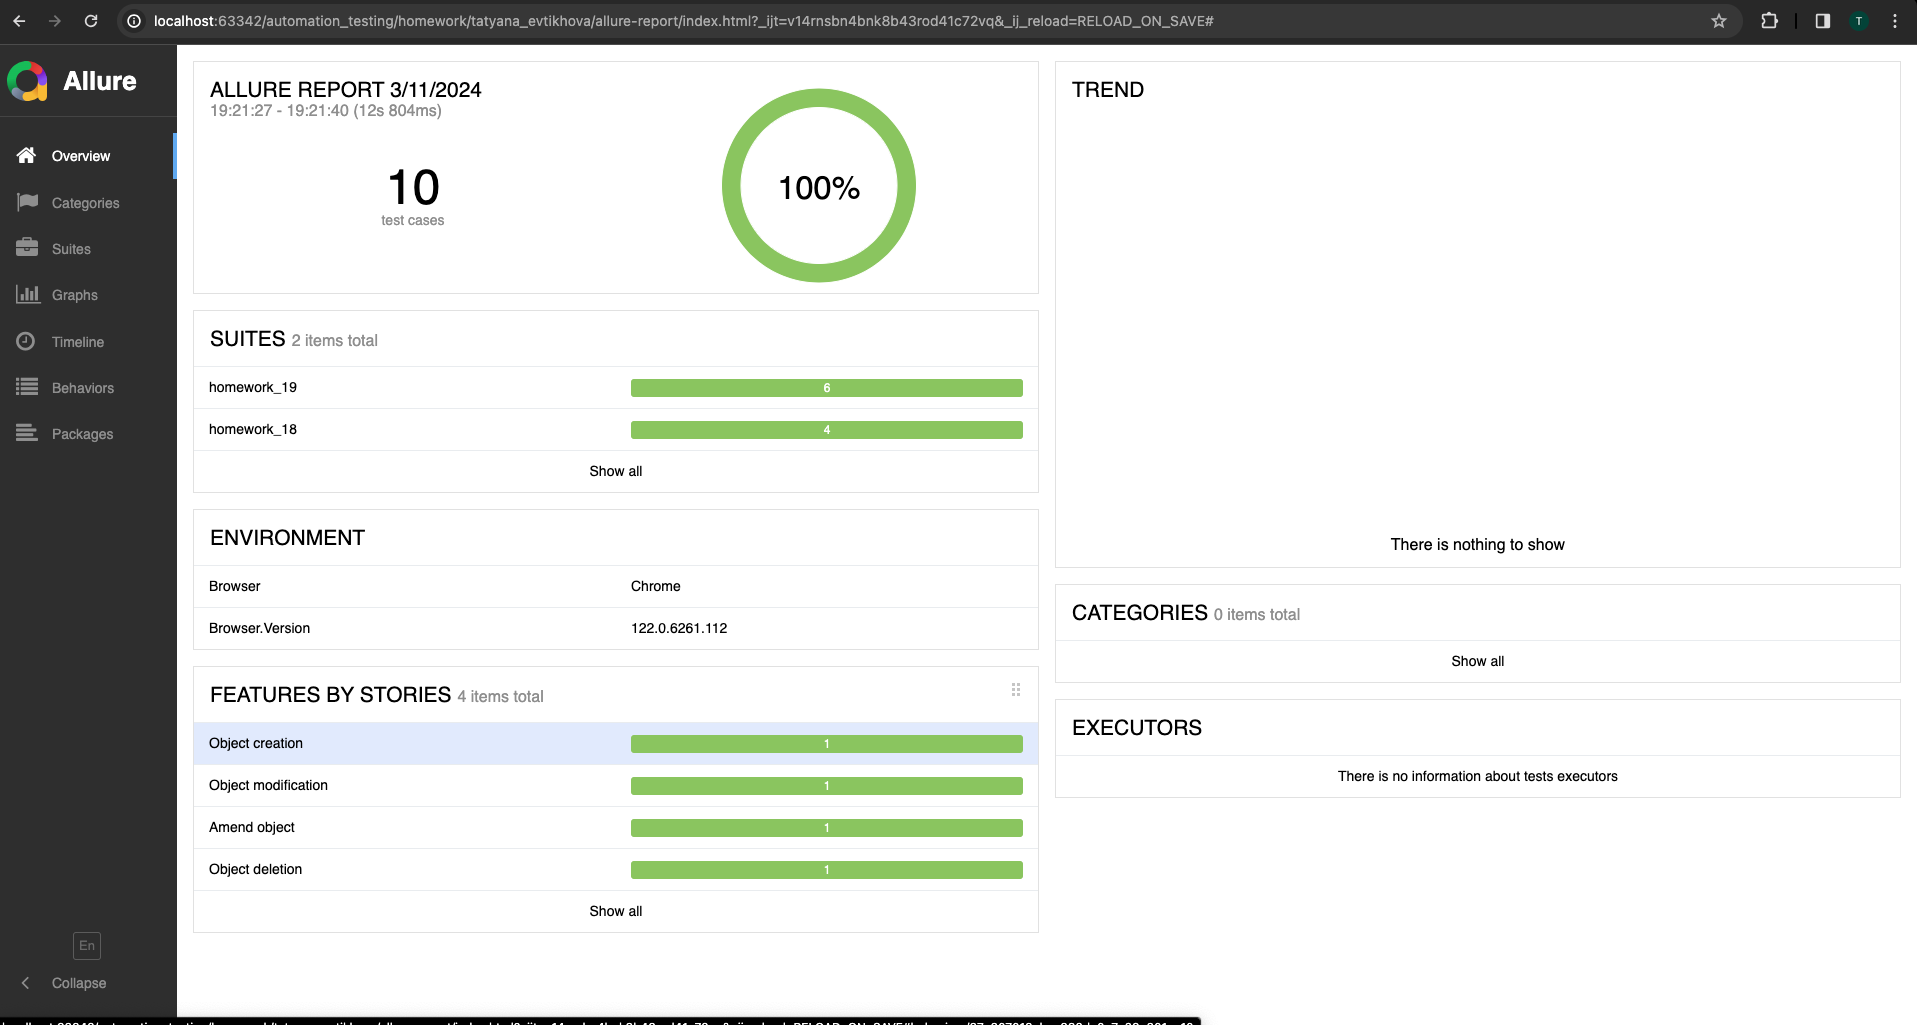 localhost:63342/automation_testing/homework/tatyana_evtikhova/allure-report/index.html?_ijt=v14rnsbn4bnk8b43rod41c72vq&_ij_reload=RELOAD_ON_SAVE#
T
Allure
Overview
Categories
Suites
Graphs
Timeline
Behaviors
Packages
En
Collapse
ALLURE REPORT 3/11/2024
19:21:27 - 19:21:40 (12s 804ms)
10
test cases
100%
SUITES 2 items total
homework_19 6
homework_18 4
Show all
ENVIRONMENT
Browser Chrome
Browser.Version 122.0.6261.112
FEATURES BY STORIES 4 items total
Object creation 1
Object modification 1
Amend object 1
Object deletion 1
Show all
TREND
There is nothing to show
CATEGORIES 0 items total
Show all
EXECUTORS
There is no information about tests executors